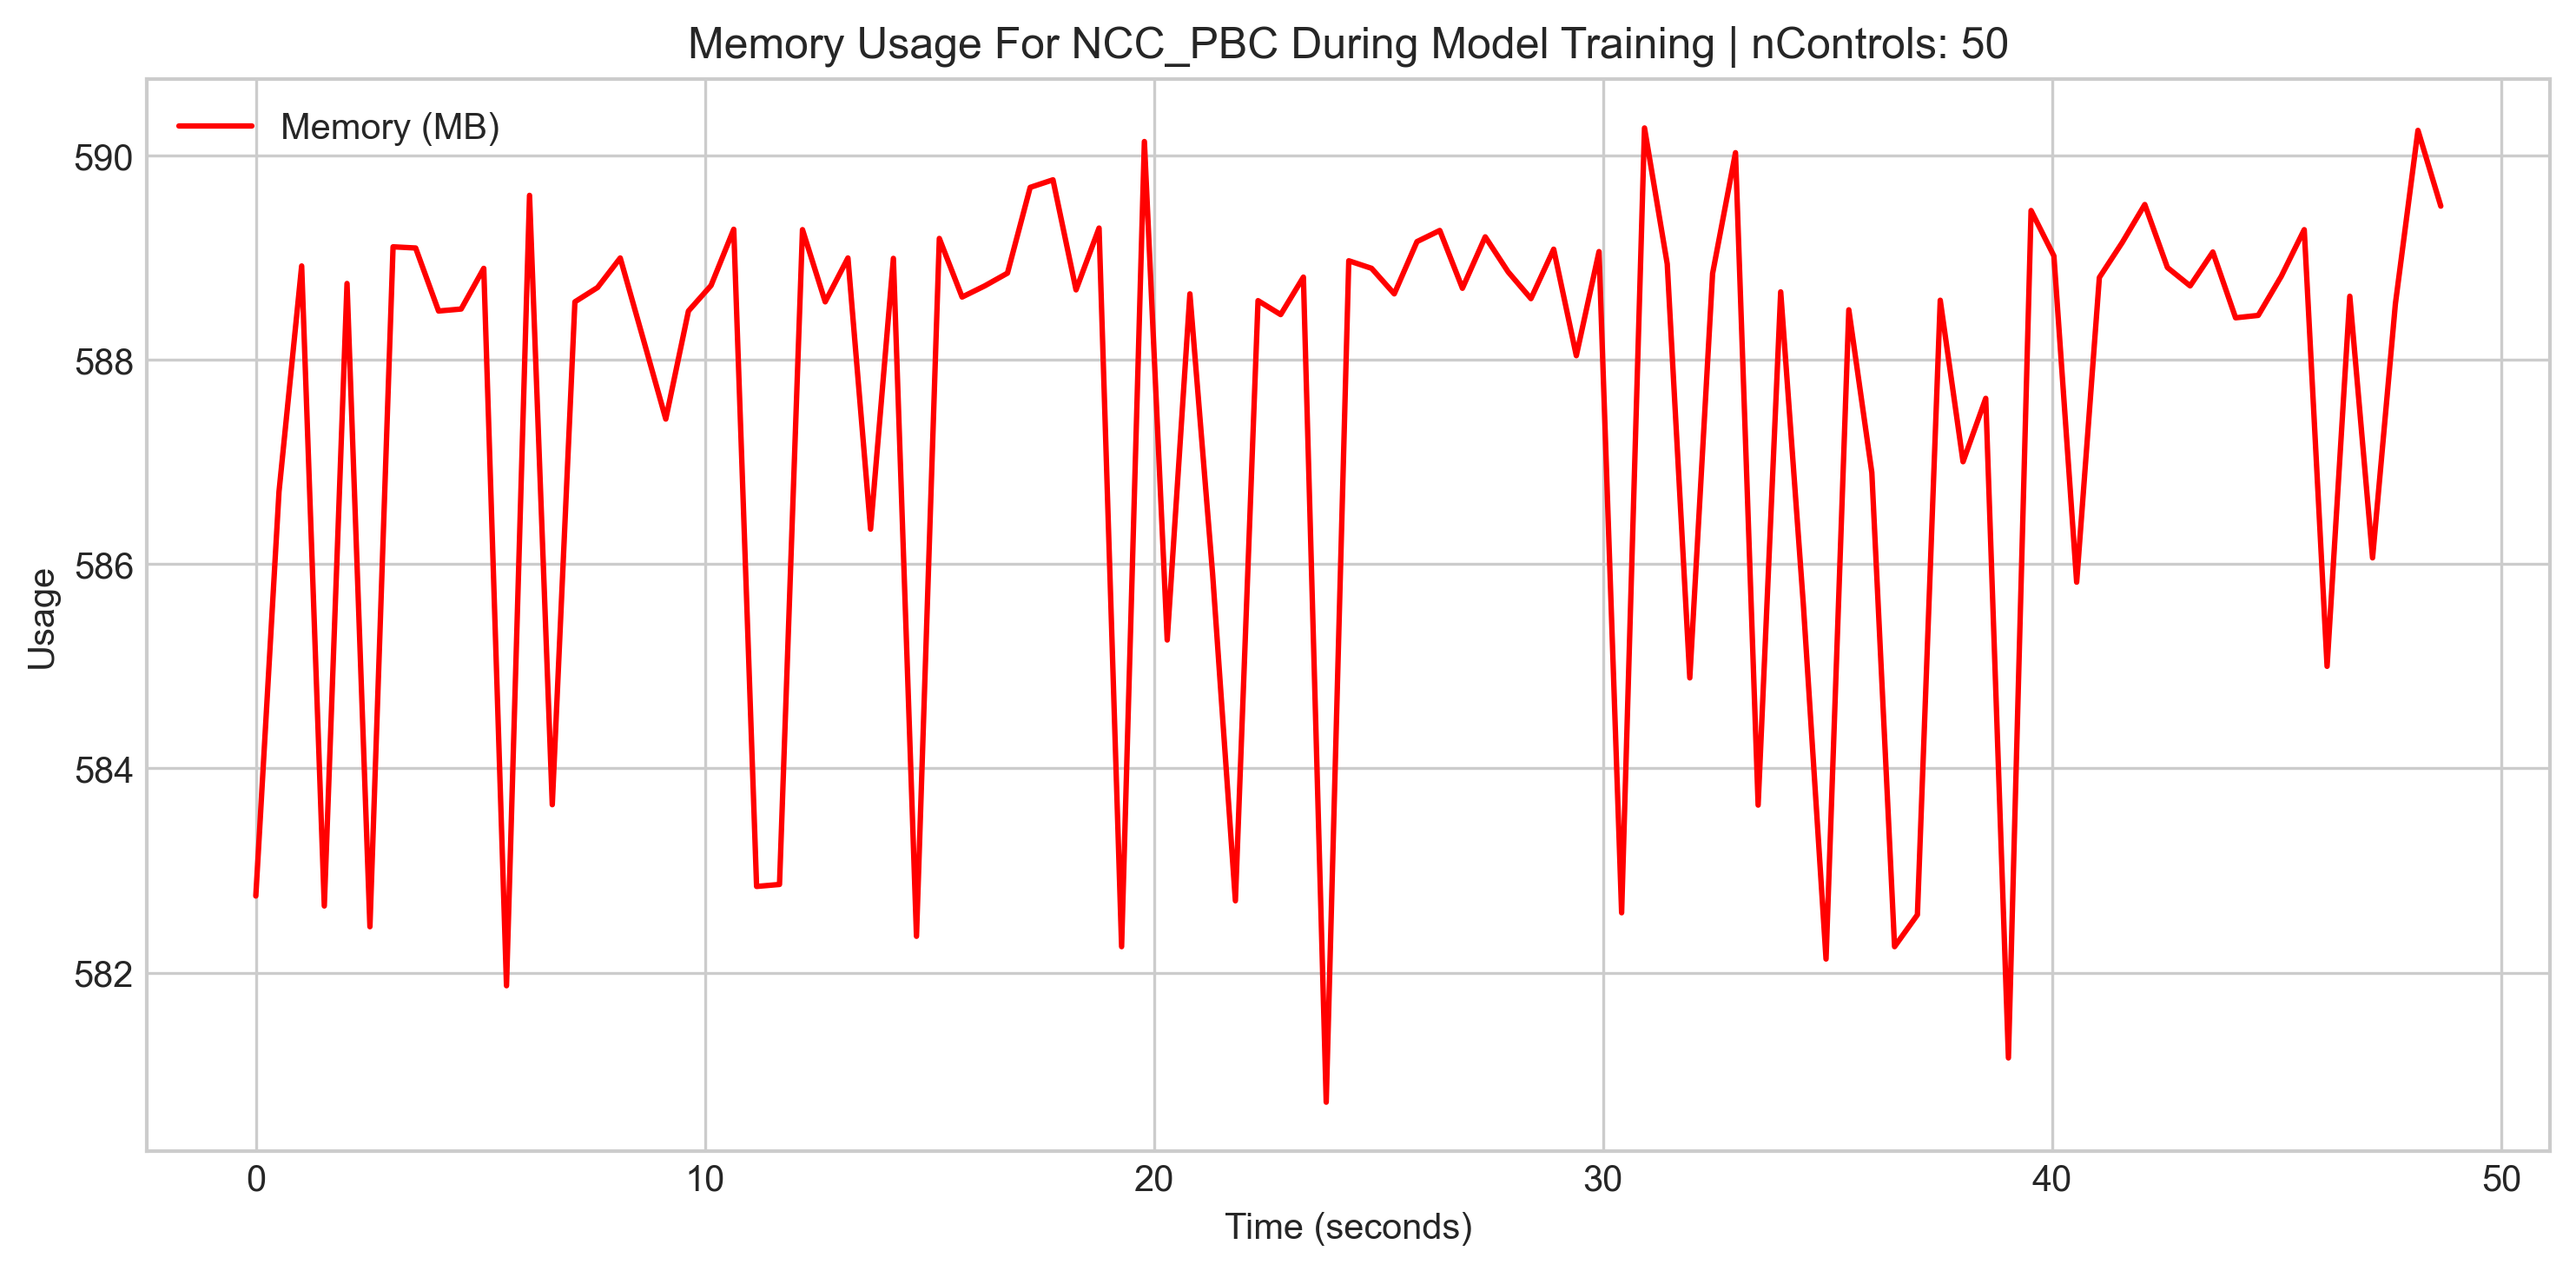 Memory Usage For NCC_PBC During Model Training | nControls: 50
Memory (MB)
590
588
586
584
582
Usage
0 10 20 30 40 50
Time (seconds)